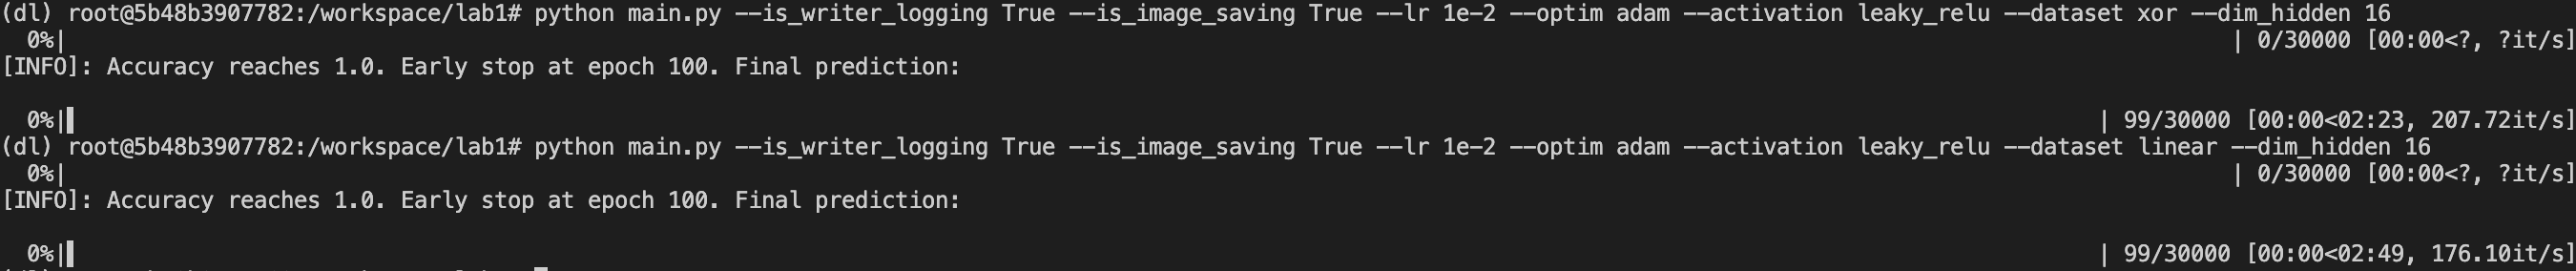 (dl) root@5b48b3907782:/workspace/lab1# python main.py --is_writer_logging True --is_image_saving True --lr 1e-2 --optim adam --activation leaky_relu --dataset xor --dim_hidden 16
0%| | 0/30000 [00:00<?, ?it/s]
[INFO]: Accuracy reaches 1.0. Early stop at epoch 100. Final prediction:
0%| | 99/30000 [00:00<02:23, 207.72it/s]
(dl) root@5b48b3907782:/workspace/lab1# python main.py --is_writer_logging True --is_image_saving True --lr 1e-2 --optim adam --activation leaky_relu --dataset linear --dim_hidden 16
0%| | 0/30000 [00:00<?, ?it/s]
[INFO]: Accuracy reaches 1.0. Early stop at epoch 100. Final prediction:
0%| | 99/30000 [00:00<02:49, 176.10it/s]